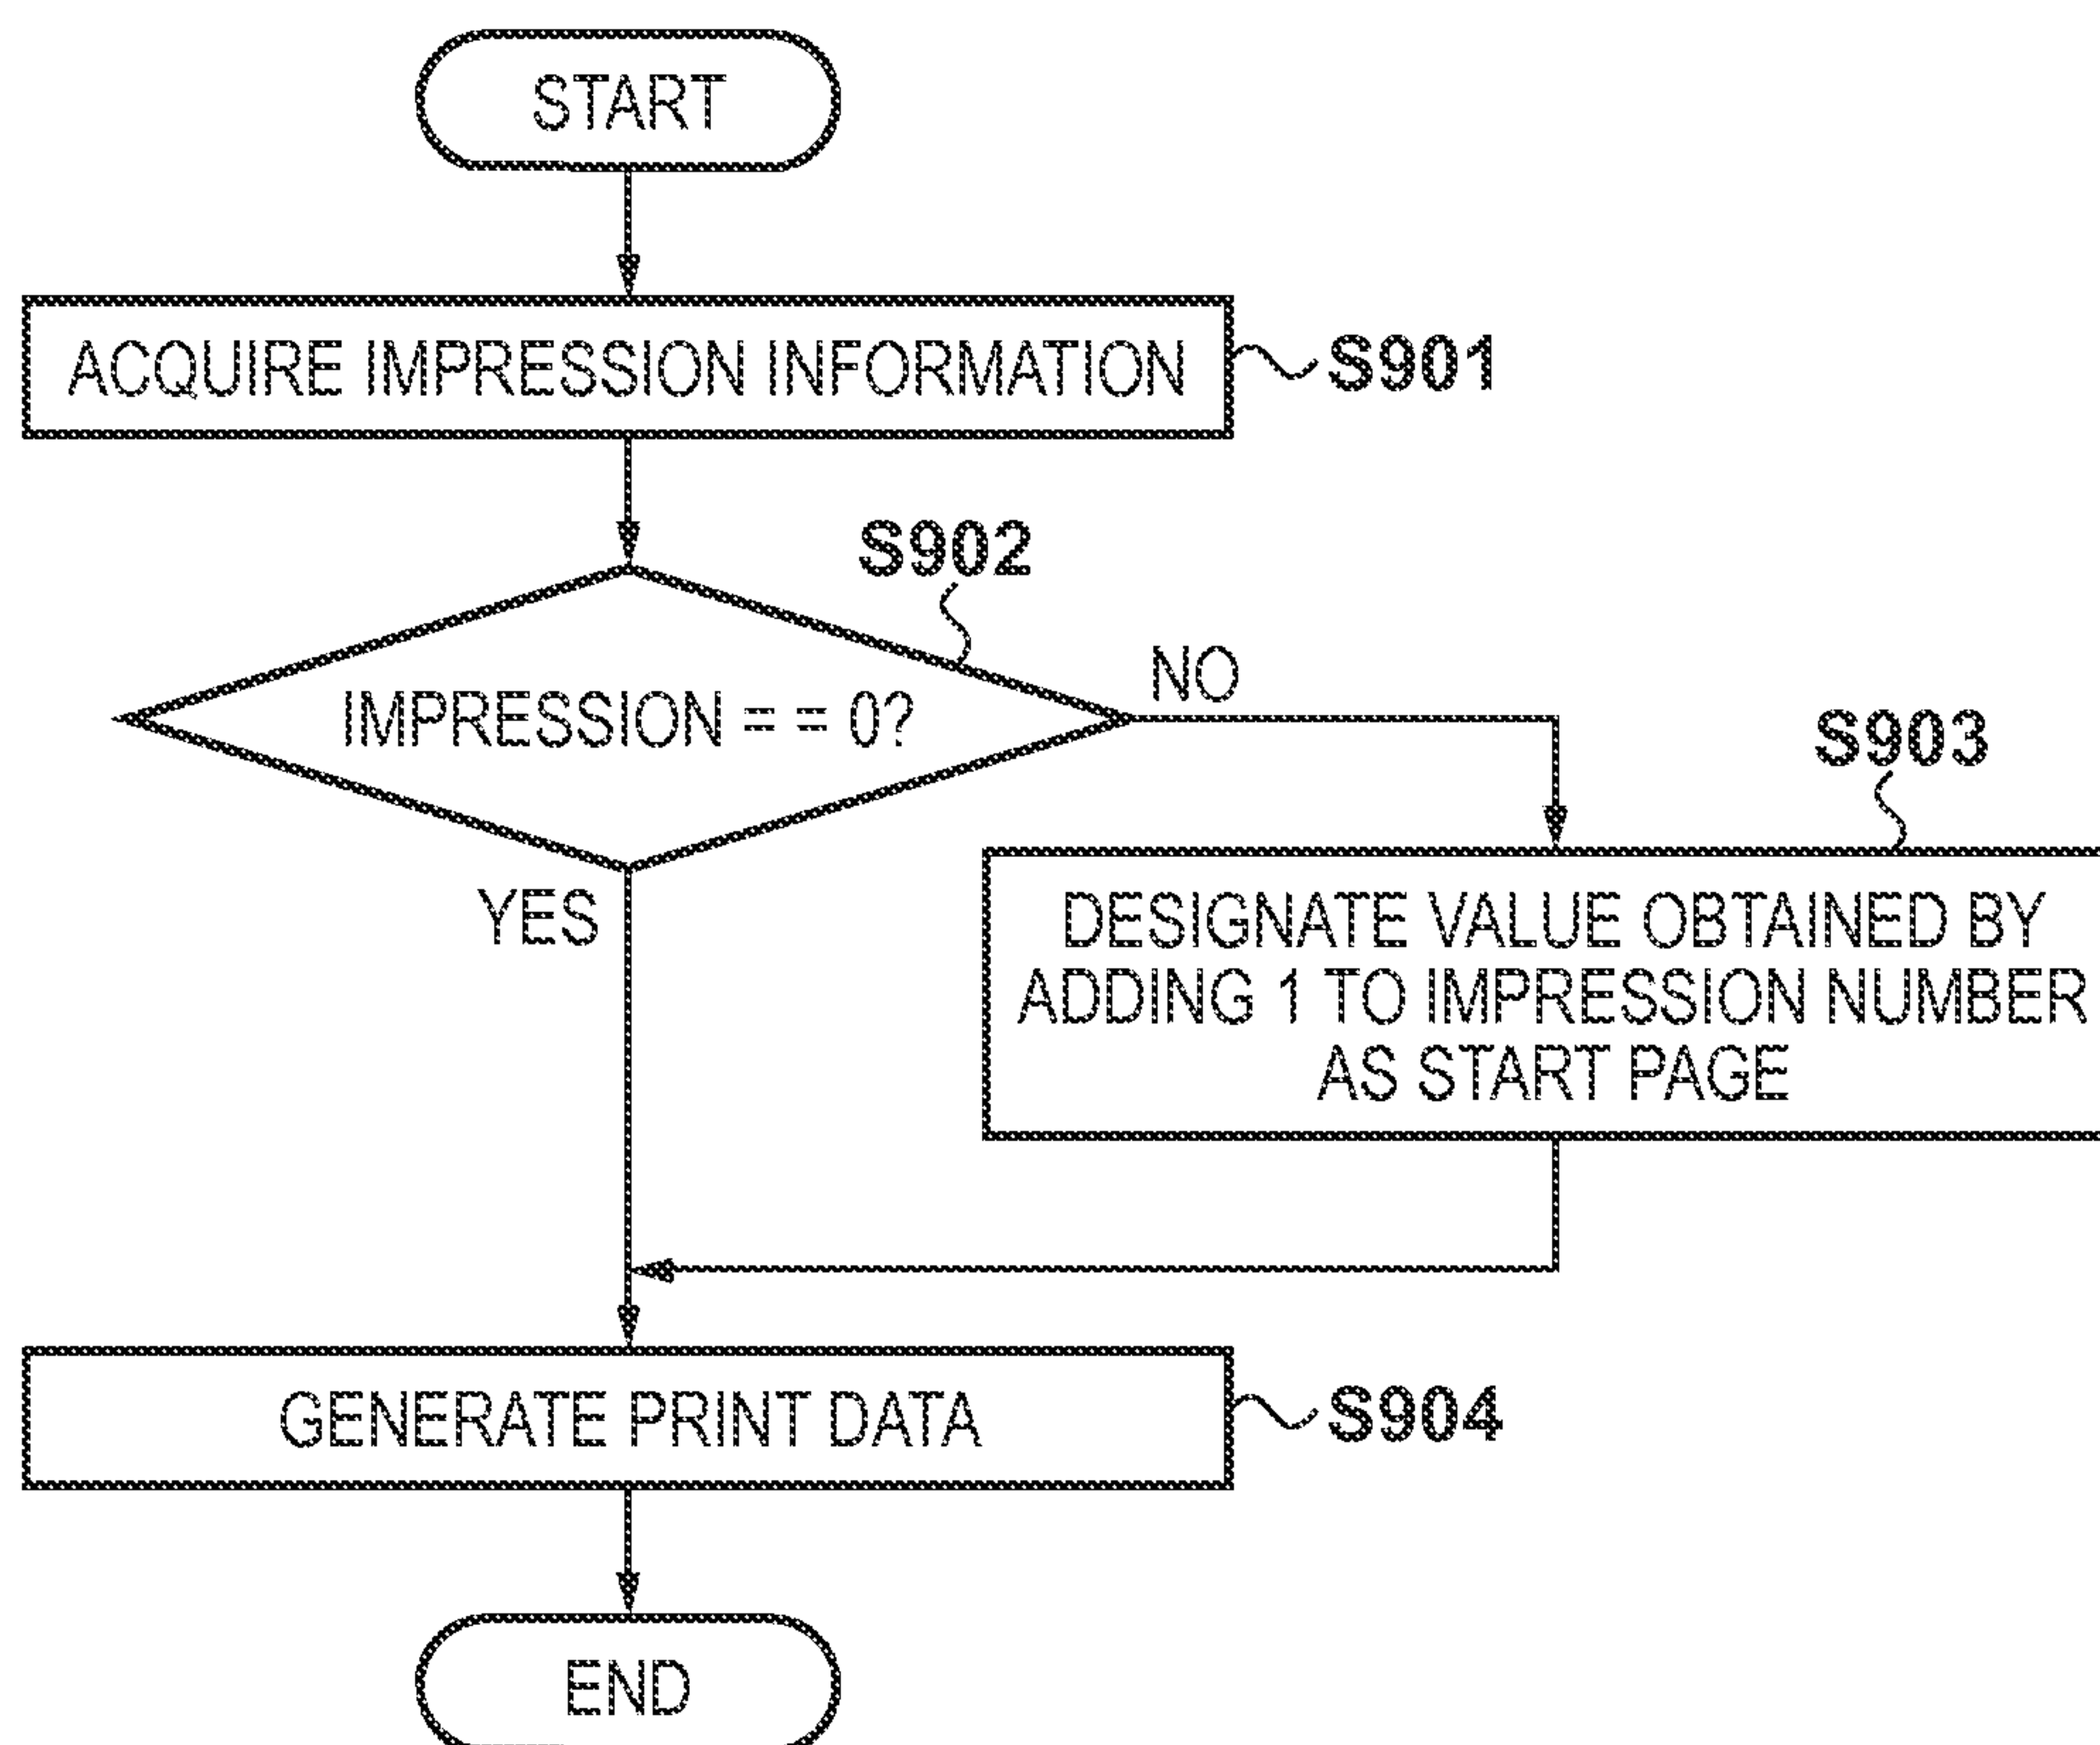 START
ACQUIRE IMPRESSION INFORMATION
S901
S902
IMPRESSION = = 0?
NO
S903
YES
DESIGNATE VALUE OBTAINED BY
ADDING 1 TO IMPRESSION NUMBER
AS START PAGE
GENERATE PRINT DATA
S904
END